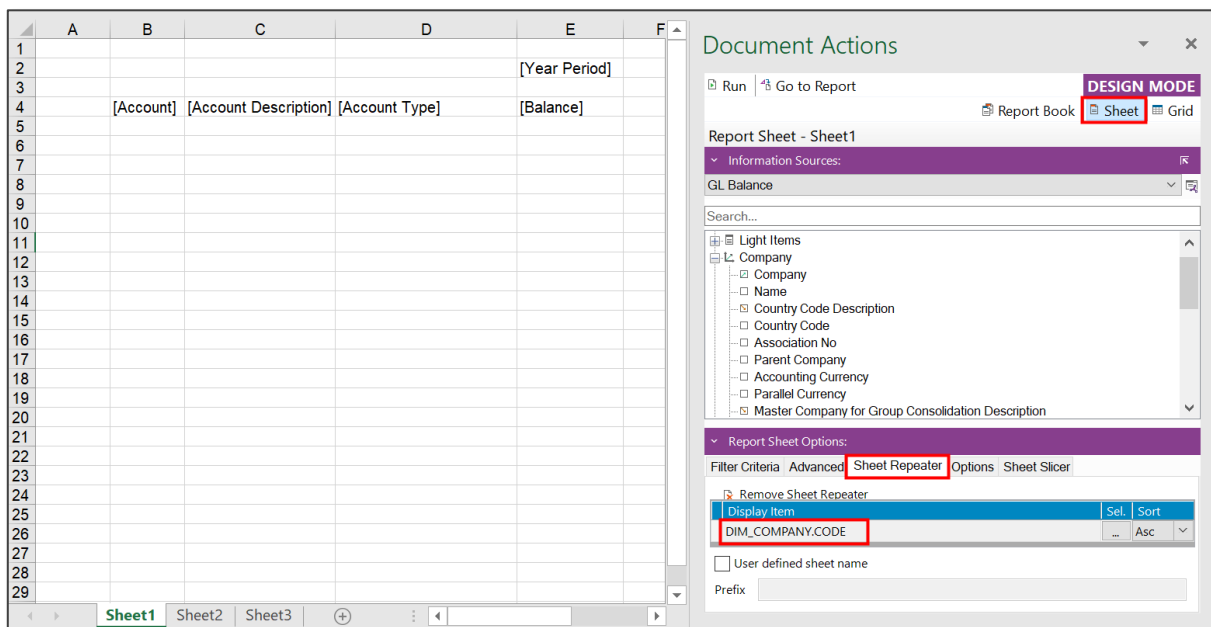 A B C D E F
1
2 [Year Period]
3
4 [Account] [Account Description] [Account Type] [Balance]
5
6
7
8
9
10
11
12
13
14
15
16
17
18
19
20
21
22
23
24
25
26
27
28
29
Sheet1 Sheet2 Sheet3
Document Actions
Run Go to Report DESIGN MODE
Report Book Sheet Grid
Report Sheet - Sheet1
Information Sources:
GL Balance
Search...
Light Items
Company
Company
Name
Country Code Description
Country Code
Association No
Parent Company
Accounting Currency
Parallel Currency
Master Company for Group Consolidation Description
Report Sheet Options:
Filter Criteria Advanced Sheet Repeater Options Sheet Slicer
Remove Sheet Repeater
Display Item Sel. Sort
DIM_COMPANY.CODE ... Asc
User defined sheet name
Prefix